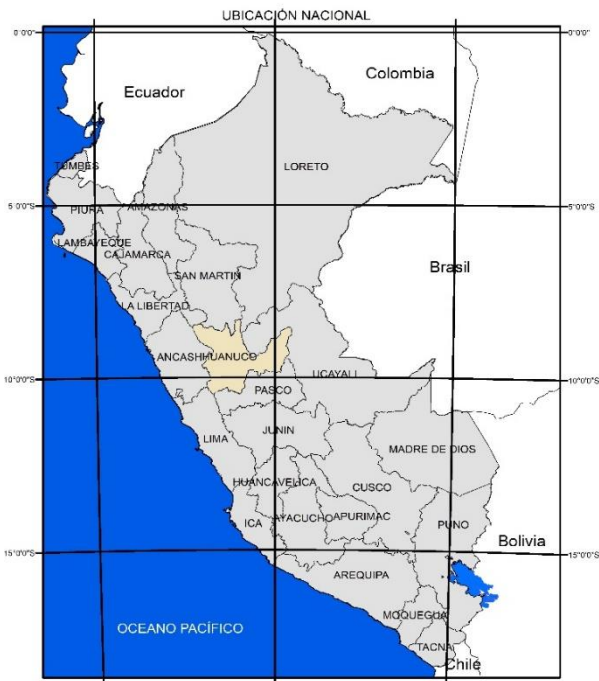 UBICACIÓN NACIONAL
0°0'0"
0°0'0"
Colombia
Ecuador
LORETO
TUMBES
5°0'0"S
5°0'0"S
PIURA
AMAZONAS
LAMBAYEQUE
CAJAMARCA
Brasil
SAN MARTIN
LA LIBERTAD
ANCASH
HUANUCO
UCAYALI
10°0'0"S
10°0'0"S
PASCO
JUNIN
LIMA
MADRE DE DIOS
HUANCAVELICA
CUSCO
ICA
AYACUCHO
APURIMAC
PUNO
Bolivia
15°0'0"S
15°0'0"S
AREQUIPA
MOQUEGUA
OCEANO PACÍFICO
TACNA
Chile